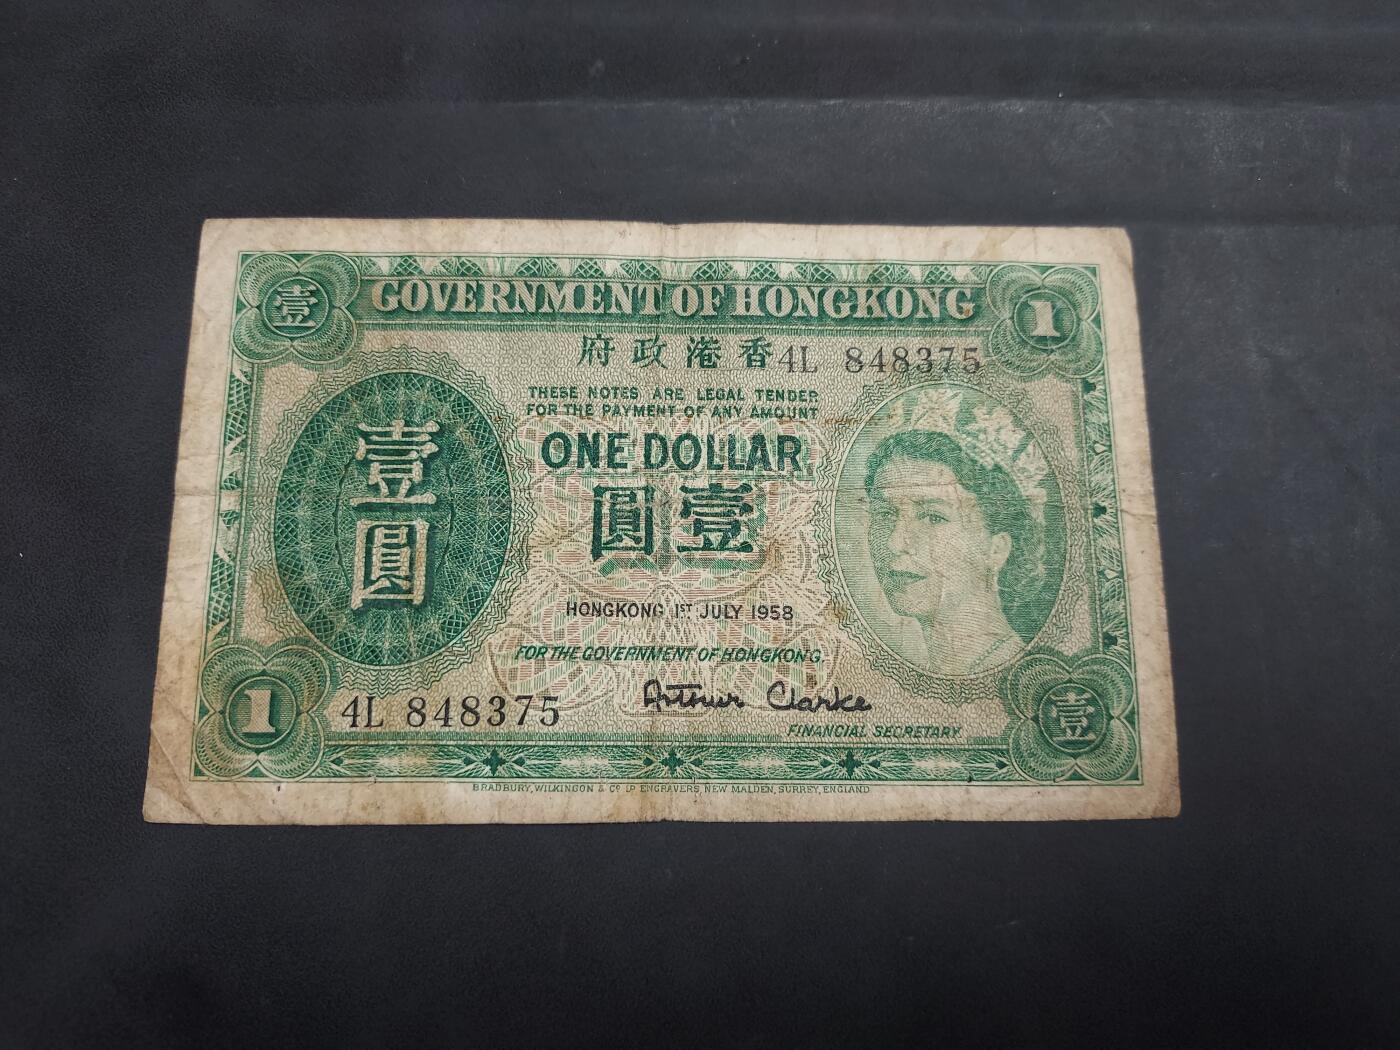 壹 GOVERNMENT OF HONGKONG 1
府政港香 4L 848375
THESE NOTES ARE LEGAL TENDER
FOR THE PAYMENT OF ANY AMOUNT
壹圓
ONE DOLLAR
圓壹
HONGKONG 1ST JULY 1958
FOR THE GOVERNMENT OF HONGKONG.
1 4L 848375 Arthur Clarke 壹
FINANCIAL SECRETARY
BRADBURY, WILKINSON & Co LD ENGRAVERS, NEW MALDEN, SURREY, ENGLAND